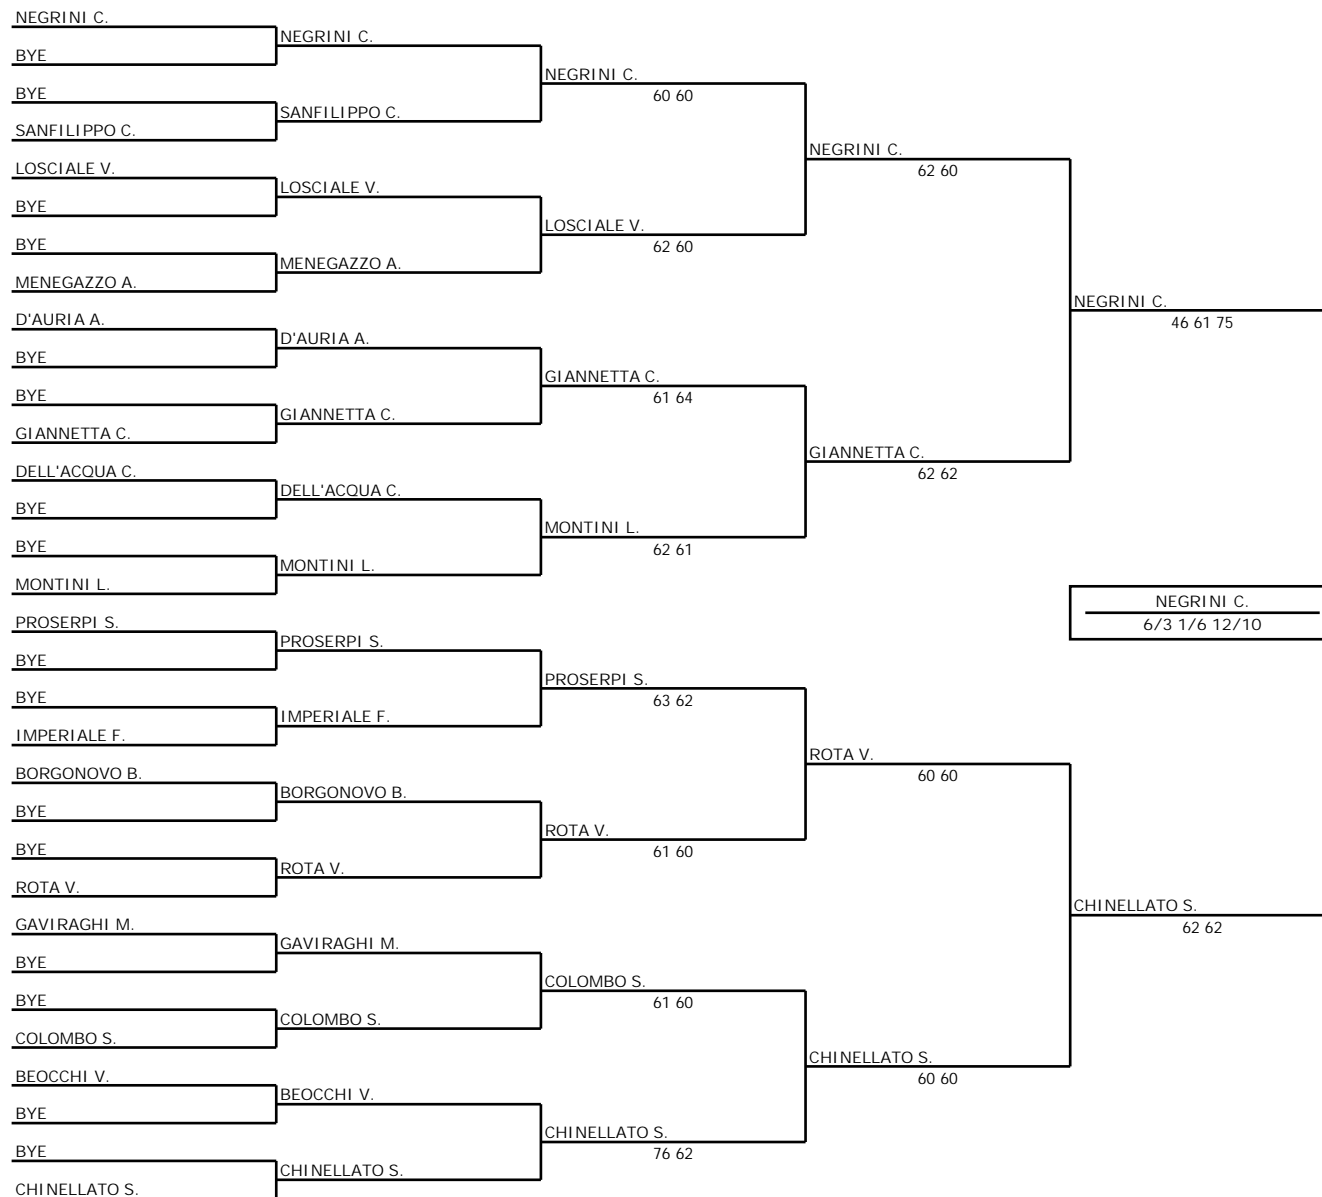 NEGRINI C.
NEGRINI C.
BYE
NEGRINI C.
60 60
BYE
SANFILIPPO C.
SANFILIPPO C.
NEGRINI C.
62 60
LOSCIALE V.
LOSCIALE V.
BYE
LOSCIALE V.
62 60
BYE
MENEGAZZO A.
MENEGAZZO A.
NEGRINI C.
46 61 75
D'AURIA A.
D'AURIA A.
BYE
GIANNETTA C.
61 64
BYE
GIANNETTA C.
GIANNETTA C.
GIANNETTA C.
62 62
DELL'ACQUA C.
DELL'ACQUA C.
BYE
MONTINI L.
62 61
BYE
MONTINI L.
MONTINI L.
NEGRINI C.
6/3 1/6 12/10
PROSERPI S.
PROSERPI S.
BYE
PROSERPI S.
63 62
BYE
IMPERIALE F.
IMPERIALE F.
ROTA V.
60 60
BORGONOVO B.
BORGONOVO B.
BYE
ROTA V.
61 60
BYE
ROTA V.
ROTA V.
CHINELLATO S.
62 62
GAVIRAGHI M.
GAVIRAGHI M.
BYE
COLOMBO S.
61 60
BYE
COLOMBO S.
COLOMBO S.
CHINELLATO S.
60 60
BEOCCHI V.
BEOCCHI V.
BYE
CHINELLATO S.
76 62
BYE
CHINELLATO S.
CHINELLATO S.